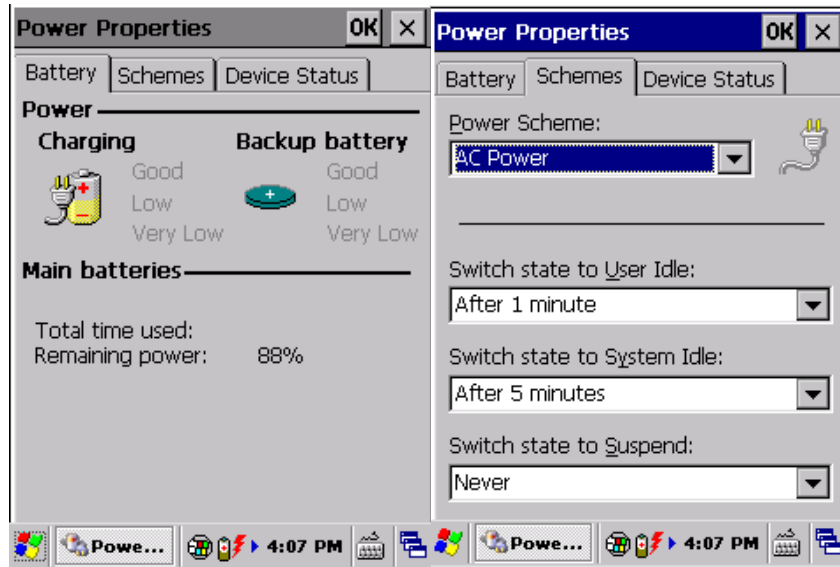 Power Properties OK ×
Battery Schemes Device Status
Power
Charging Backup battery
Good Good
Low Low
Very Low Very Low
Main batteries
Total time used:
Remaining power: 88%
Powe... 4:07 PM
Power Properties OK ×
Battery Schemes Device Status
Power Scheme:
AC Power
Switch state to User Idle:
After 1 minute
Switch state to System Idle:
After 5 minutes
Switch state to Suspend:
Never
Powe... 4:07 PM